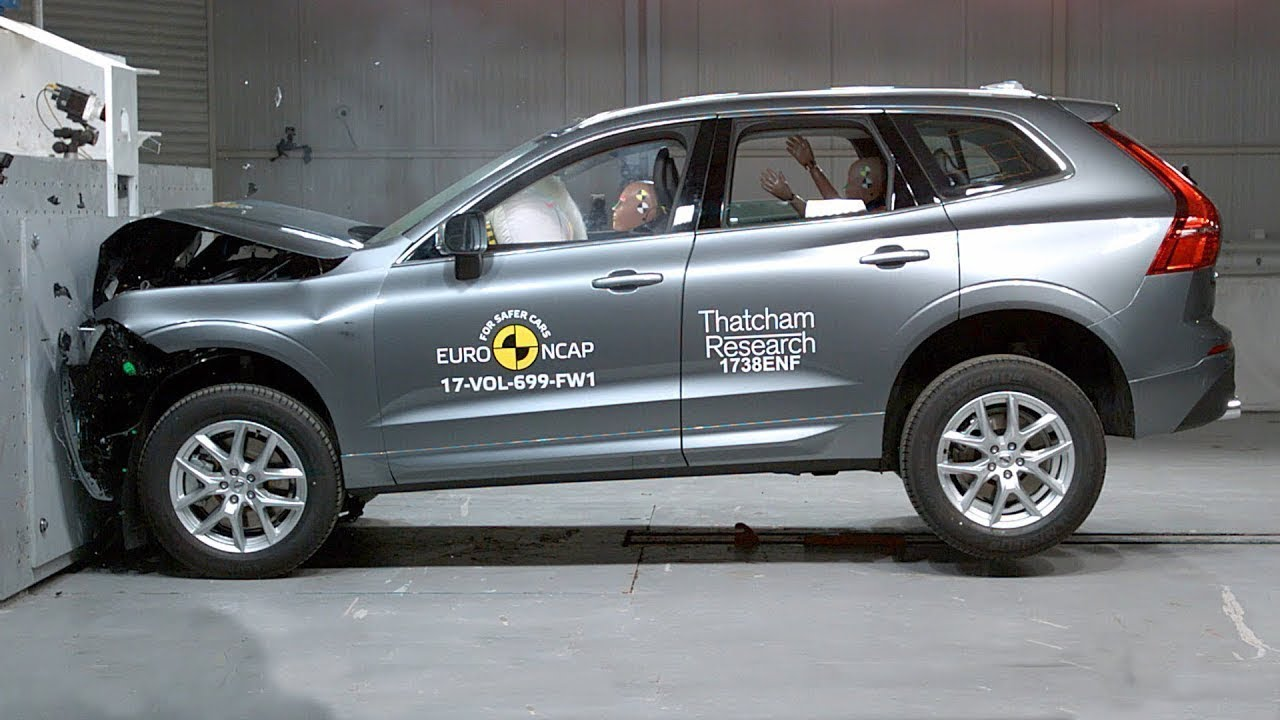 FOR SAFER CARS
EURO NCAP
17-VOL-699-FW1
Thatcham
Research
1738ENF